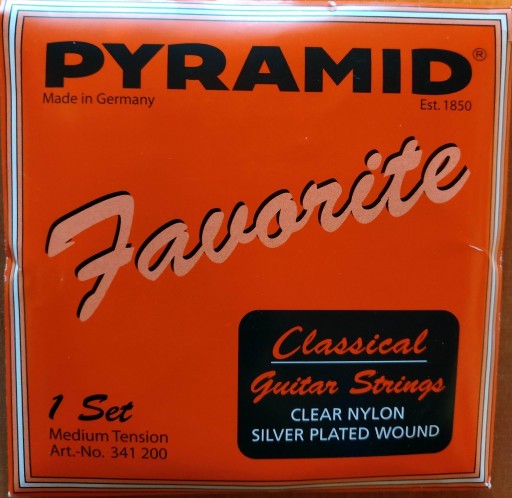 PYRAMID®
Made in Germany
Est. 1850
Favorite
Classical
Guitar Strings
CLEAR NYLON
SILVER PLATED WOUND
1 Set
Medium Tension
Art.-No. 341 200